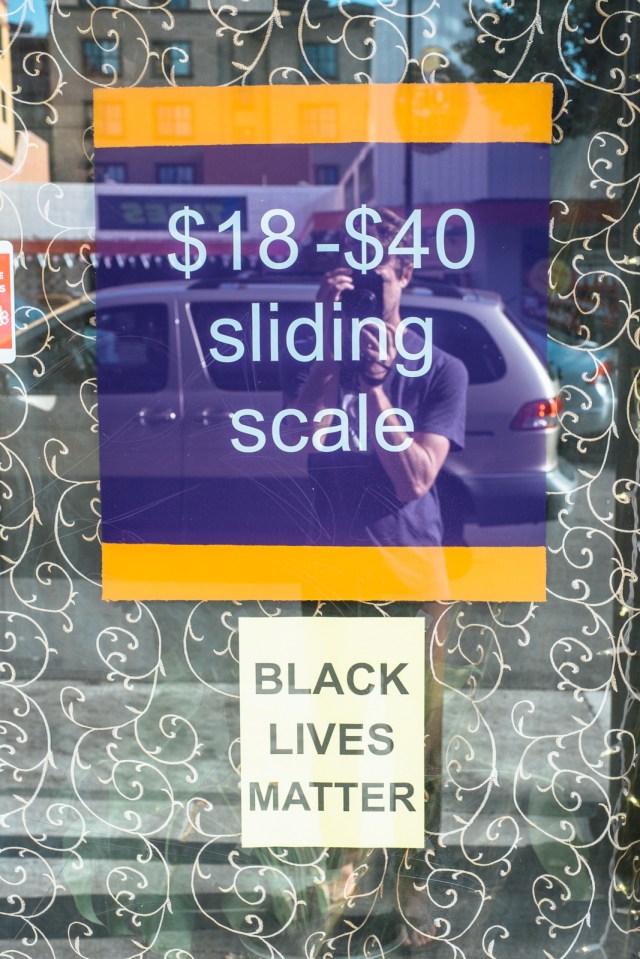 $18-$40
sliding
scale
BLACK
LIVES
MATTER